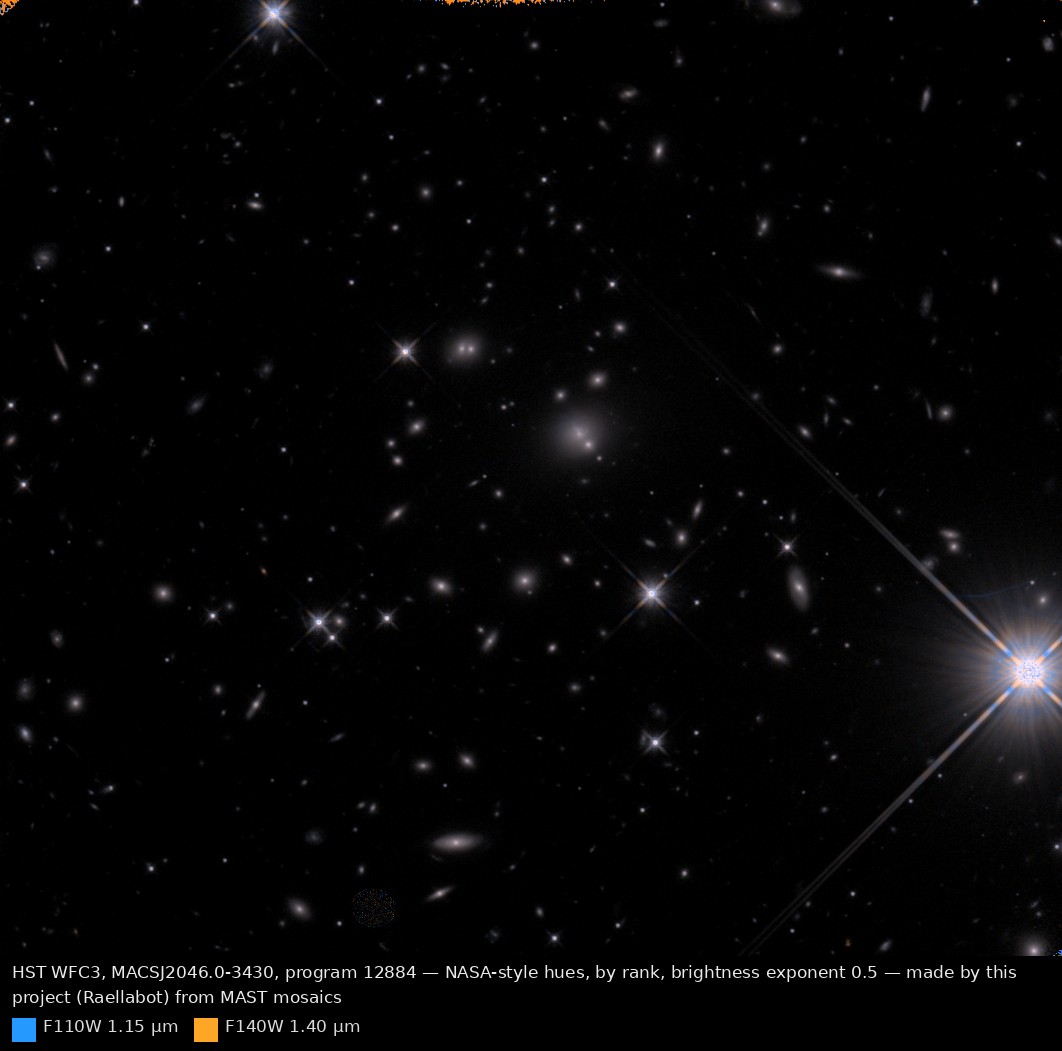 HST WFC3, MACSJ2046.0-3430, program 12884 — NASA-style hues, by rank, brightness exponent 0.5 — made by this
project (Raellabot) from MAST mosaics
F110W 1.15 µm F140W 1.40 µm